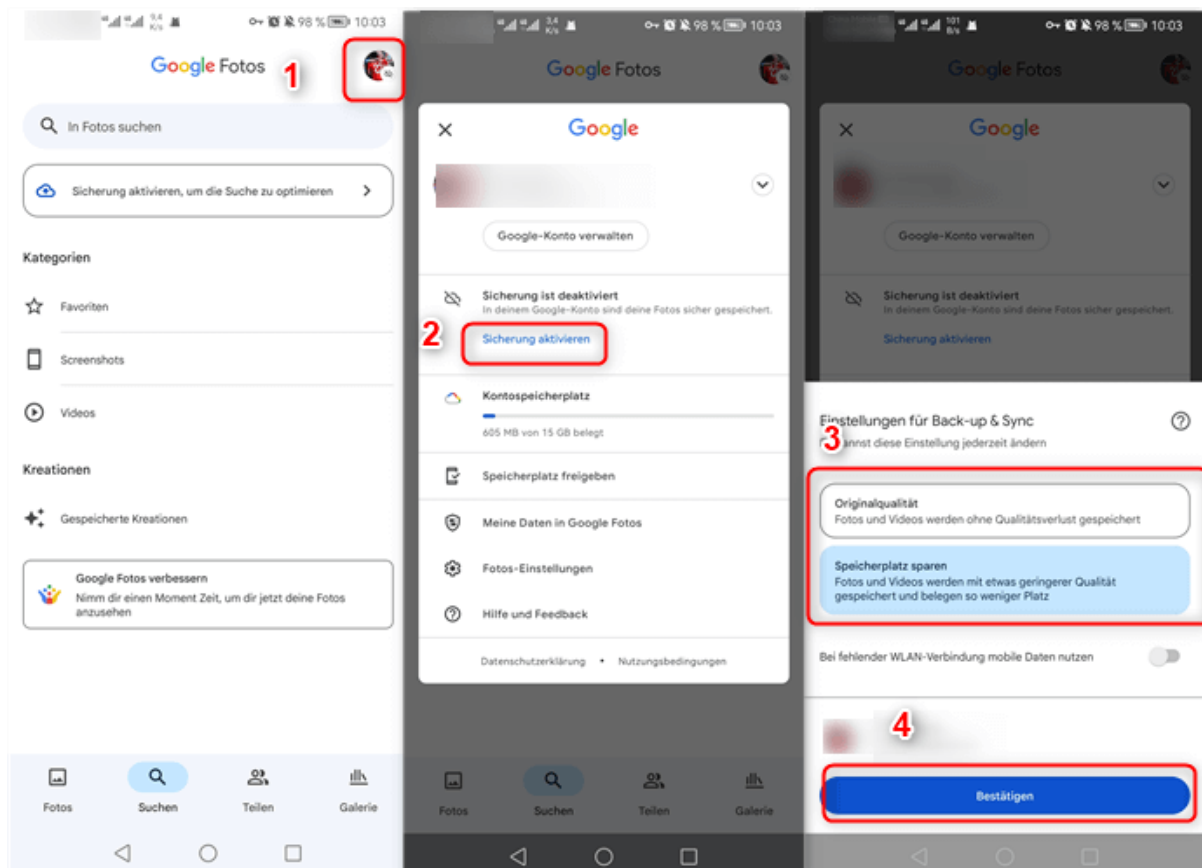 3,4 K/s
98 % 10:03
Google Fotos
1
In Fotos suchen
Sicherung aktivieren, um die Suche zu optimieren
Kategorien
Favoriten
Screenshots
Videos
Kreationen
Gespeicherte Kreationen
Google Fotos verbessern
Nimm dir einen Moment Zeit, um dir jetzt deine Fotos
anzusehen
Fotos
Suchen
Teilen
Galerie
3,4 K/s
98 % 10:03
Google Fotos
Google
Google-Konto verwalten
Sicherung ist deaktiviert
In deinem Google-Konto sind deine Fotos sicher gespeichert.
2
Sicherung aktivieren
Kontospeicherplatz
605 MB von 15 GB belegt
Speicherplatz freigeben
Meine Daten in Google Fotos
Fotos-Einstellungen
Hilfe und Feedback
Datenschutzerklärung • Nutzungsbedingungen
Fotos
Suchen
Teilen
Galerie
101 B/s
98 % 10:03
Google Fotos
Google
Google-Konto verwalten
Sicherung ist deaktiviert
In deinem Google-Konto sind deine Fotos sicher gespeichert.
Sicherung aktivieren
Einstellungen für Back-up & Sync
3
kannst diese Einstellung jederzeit ändern
Originalqualität
Fotos und Videos werden ohne Qualitätsverlust gespeichert
Speicherplatz sparen
Fotos und Videos werden mit etwas geringerer Qualität
gespeichert und belegen so weniger Platz
Bei fehlender WLAN-Verbindung mobile Daten nutzen
4
Bestätigen